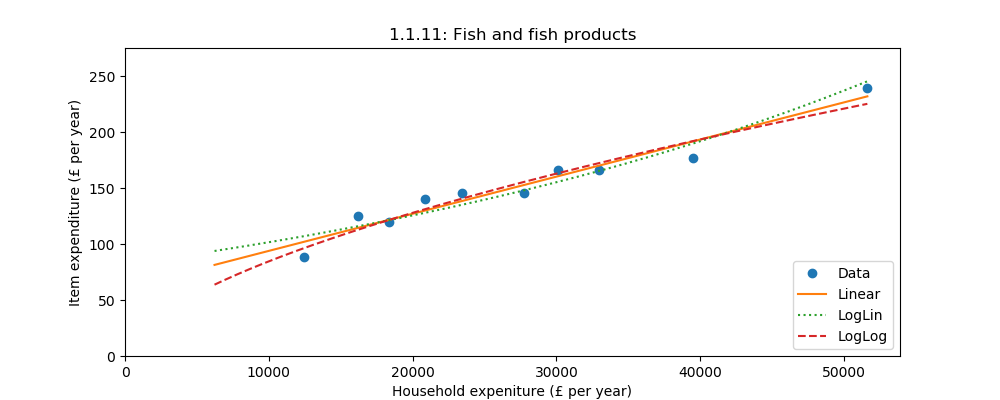 1.1.11: Fish and fish products
Item expenditure (£ per year)
250
200
150
100
50
0
0 10000 20000 30000 40000 50000
Household expeniture (£ per year)
Data
Linear
LogLin
LogLog